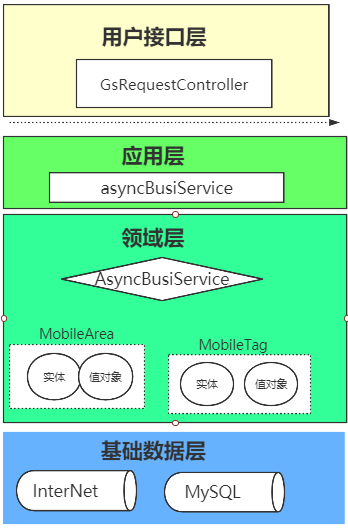 用户接口层
GsRequestController
应用层
asyncBusiService
领域层
AsyncBusiService
MobileArea
实体
值对象
MobileTag
实体
值对象
基础数据层
InterNet
MySQL